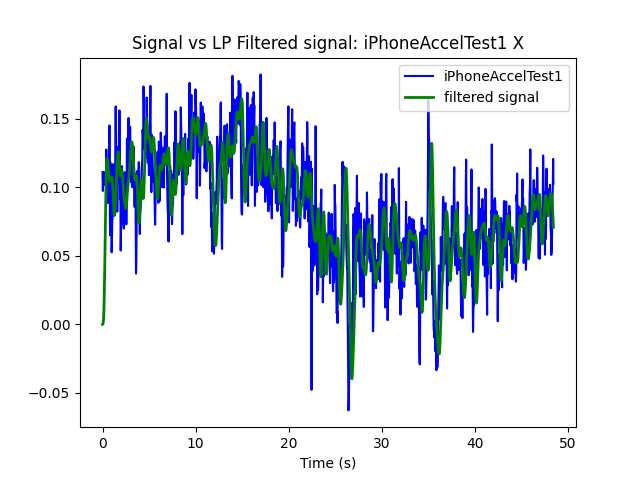 Signal vs LP Filtered signal: iPhoneAccelTest1 X
iPhoneAccelTest1
filtered signal
0.15
0.10
0.05
0.00
−0.05
0 10 20 30 40 50
Time (s)